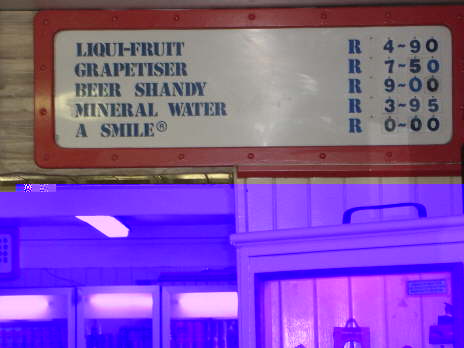 LIQUI-FRUIT R 4~90
GRAPETISER R 7~50
BEER SHANDY R 9~00
MINERAL WATER R 3~95
A SMILE® R 0~00